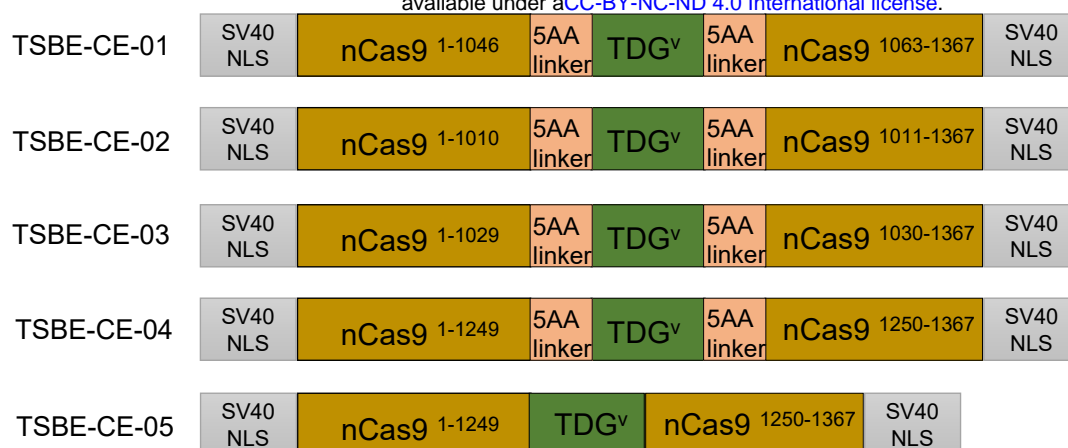 available under aCC-BY-NC-ND 4.0 International license.
TSBE-CE-01 SV40 NLS nCas9 1-1046 5AA linker TDGv 5AA linker nCas9 1063-1367 SV40 NLS
TSBE-CE-02 SV40 NLS nCas9 1-1010 5AA linker TDGv 5AA linker nCas9 1011-1367 SV40 NLS
TSBE-CE-03 SV40 NLS nCas9 1-1029 5AA linker TDGv 5AA linker nCas9 1030-1367 SV40 NLS
TSBE-CE-04 SV40 NLS nCas9 1-1249 5AA linker TDGv 5AA linker nCas9 1250-1367 SV40 NLS
TSBE-CE-05 SV40 NLS nCas9 1-1249 TDGv nCas9 1250-1367 SV40 NLS